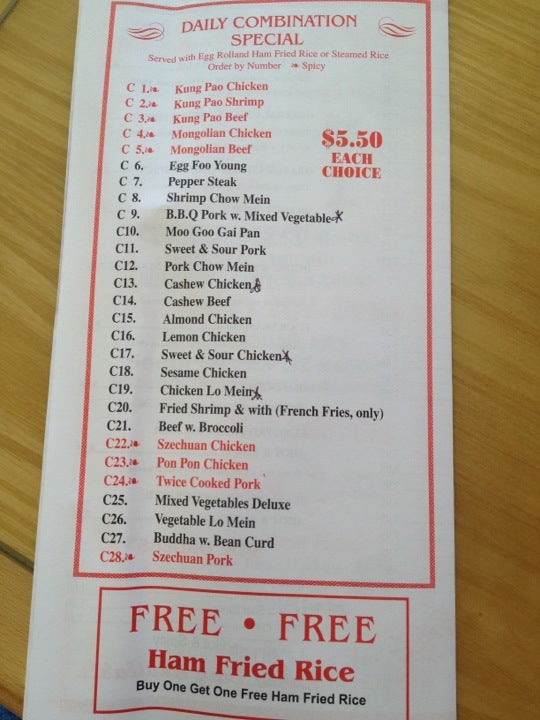 DAILY COMBINATION
SPECIAL
Served with Egg Rolland Ham Fried Rice or Steamed Rice
Order by Number ❧ Spicy
C 1.❧ Kung Pao Chicken
C 2.❧ Kung Pao Shrimp
C 3.❧ Kung Pao Beef
C 4.❧ Mongolian Chicken
C 5.❧ Mongolian Beef
$5.50
EACH
CHOICE
C 6. Egg Foo Young
C 7. Pepper Steak
C 8. Shrimp Chow Mein
C 9. B.B.Q Pork w. Mixed Vegetable
C10. Moo Goo Gai Pan
C11. Sweet & Sour Pork
C12. Pork Chow Mein
C13. Cashew Chicken
C14. Cashew Beef
C15. Almond Chicken
C16. Lemon Chicken
C17. Sweet & Sour Chicken
C18. Sesame Chicken
C19. Chicken Lo Mein
C20. Fried Shrimp & with (French Fries, only)
C21. Beef w. Broccoli
C22.❧ Szechuan Chicken
C23.❧ Pon Pon Chicken
C24.❧ Twice Cooked Pork
C25. Mixed Vegetables Deluxe
C26. Vegetable Lo Mein
C27. Buddha w. Bean Curd
C28.❧ Szechuan Pork
FREE • FREE
Ham Fried Rice
Buy One Get One Free Ham Fried Rice